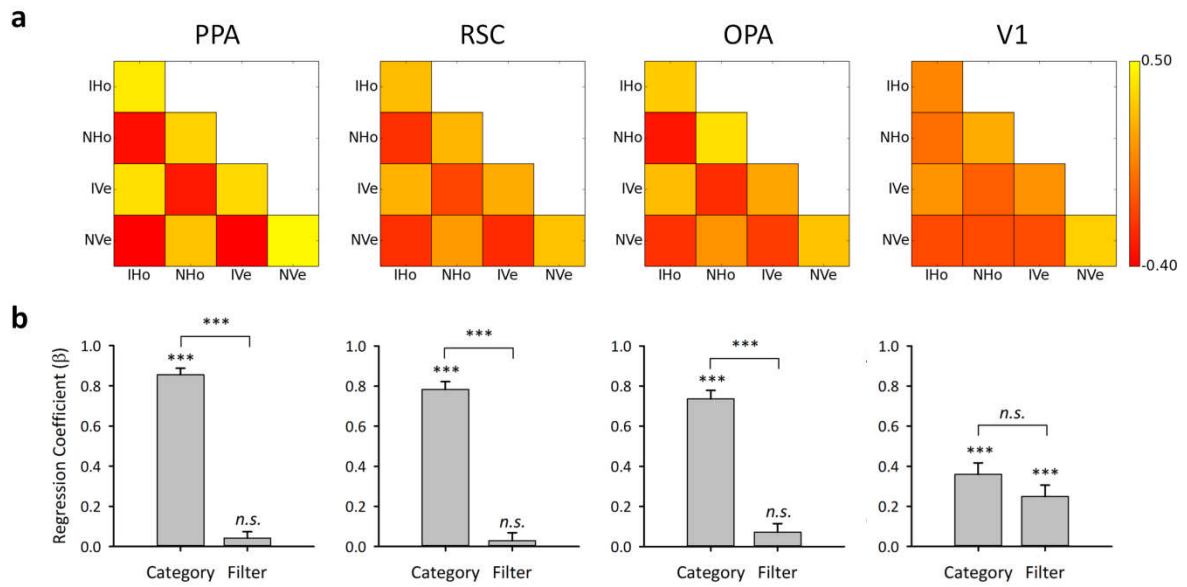 a
PPA
RSC
OPA
V1
IHo
NHo
IVe
NVe
IHo NHo IVe NVe
IHo NHo IVe NVe
IHo
NHo
IVe
NVe
IHo NHo IVe NVe
IHo
NHo
IVe
NVe
IHo NHo IVe NVe
IHo
NHo
IVe
NVe
0.50
-0.40
b
Regression Coefficient (β)
1.0
0.8
0.6
0.4
0.2
0.0
***
***
n.s.
Category Filter
1.0
0.8
0.6
0.4
0.2
0.0
***
***
n.s.
Category Filter
1.0
0.8
0.6
0.4
0.2
0.0
***
***
n.s.
Category Filter
1.0
0.8
0.6
0.4
0.2
0.0
n.s.
***
***
Category Filter